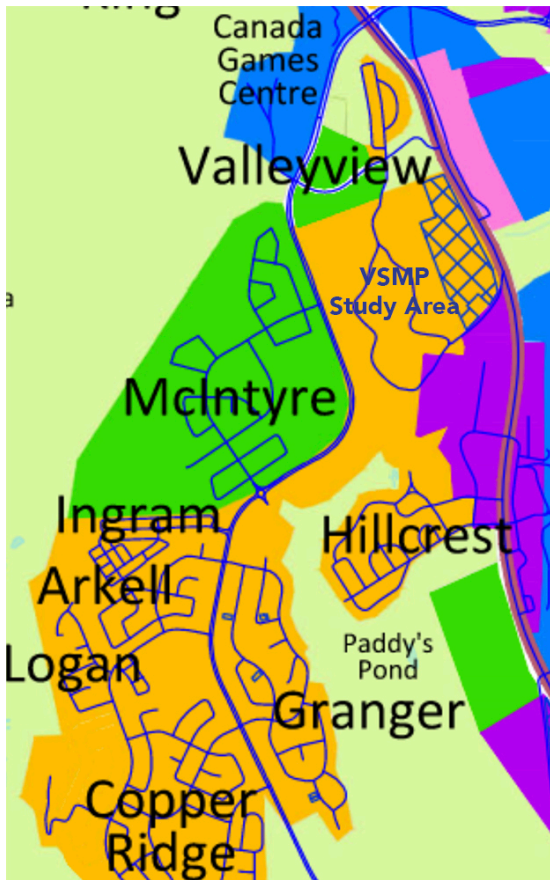 Canada
Games
Centre
Valleyview
VSMP
Study Area
a
McIntyre
Ingram
Hillcrest
Arkell
Paddy's
Pond
Logan
Granger
Copper
Ridge